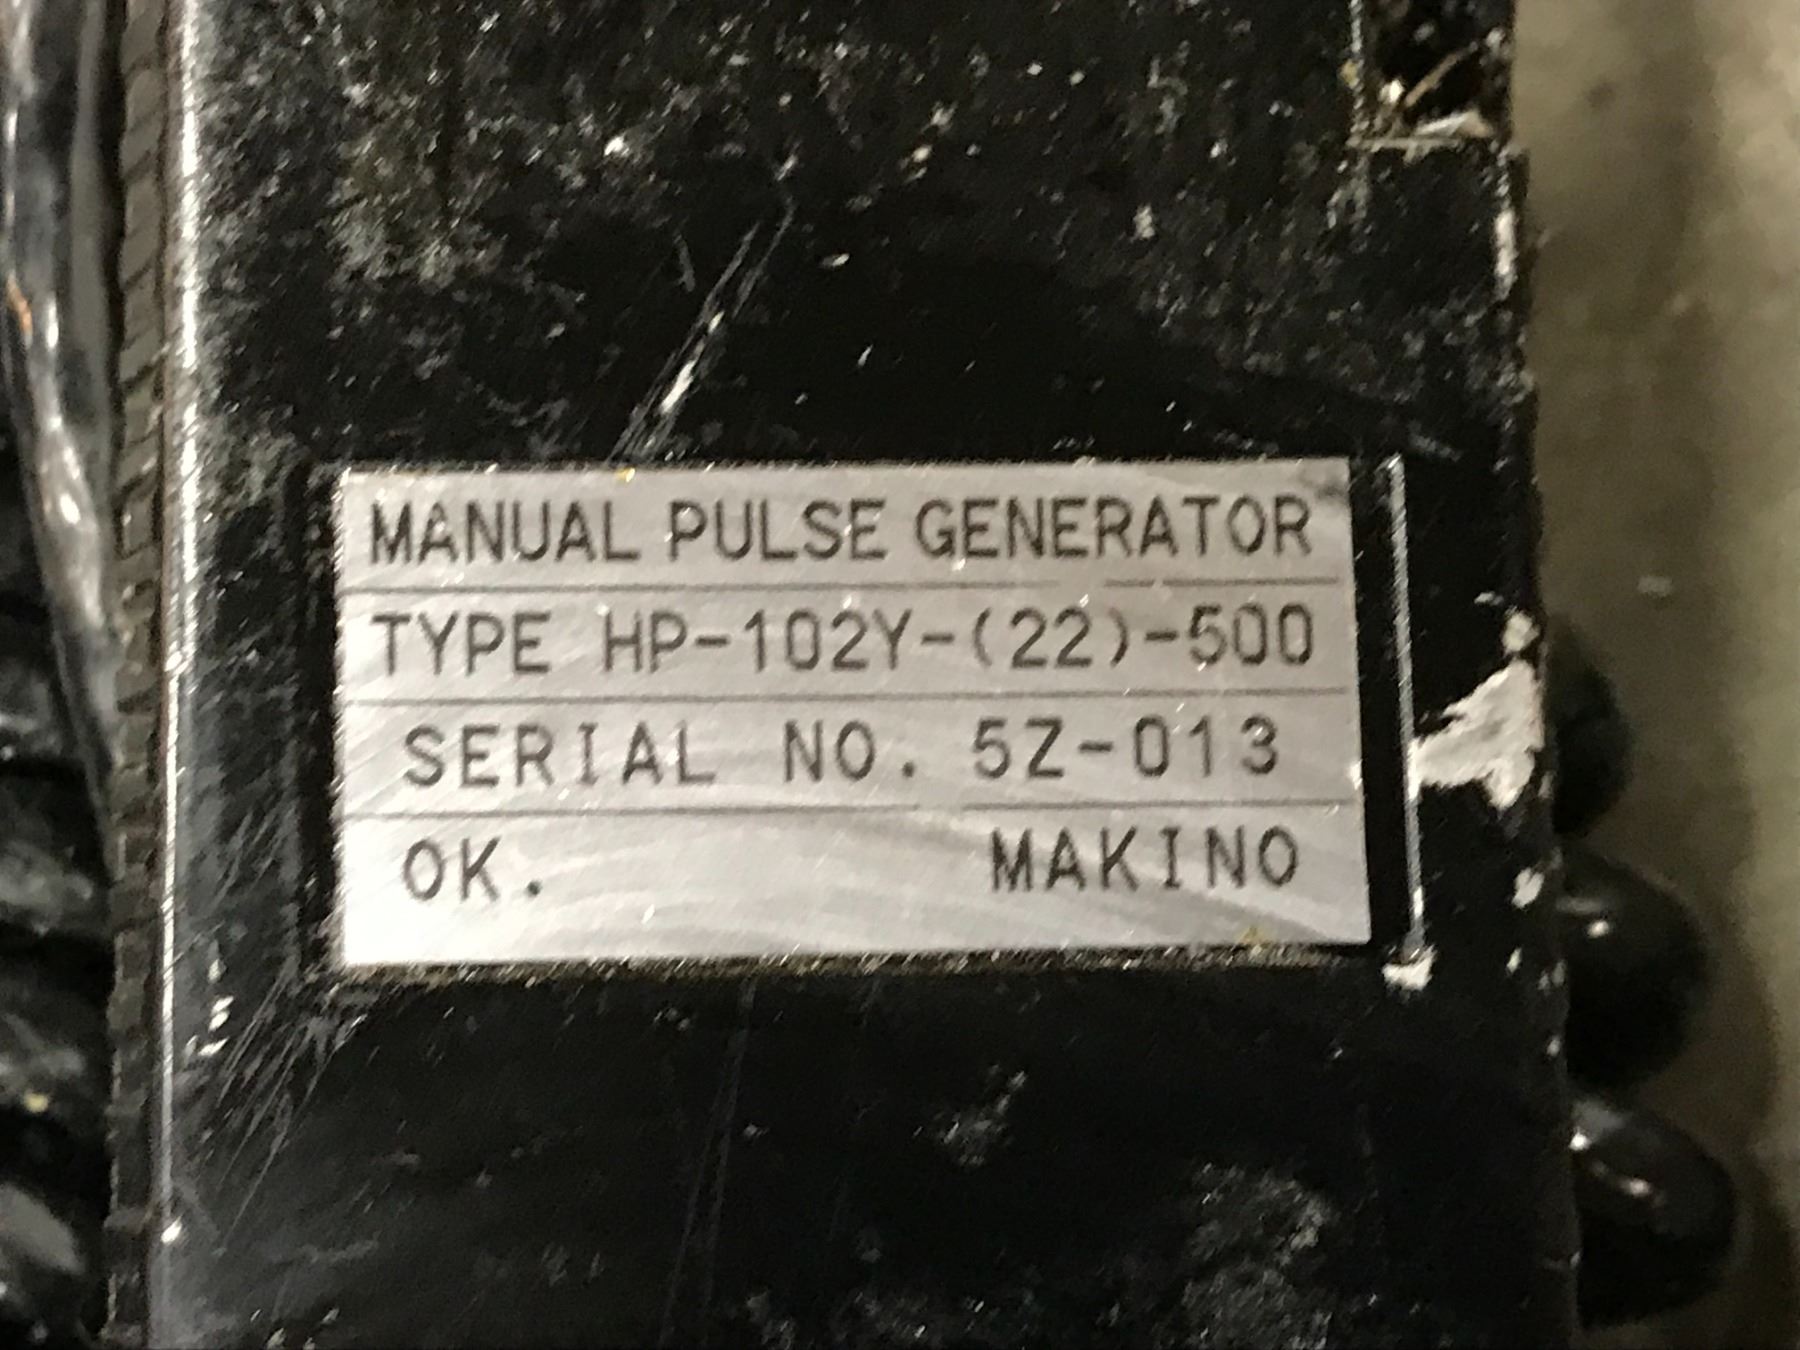 MANUAL PULSE GENERATOR
TYPE HP-102Y-(22)-500
SERIAL NO. 5Z-013
OK. MAKINO